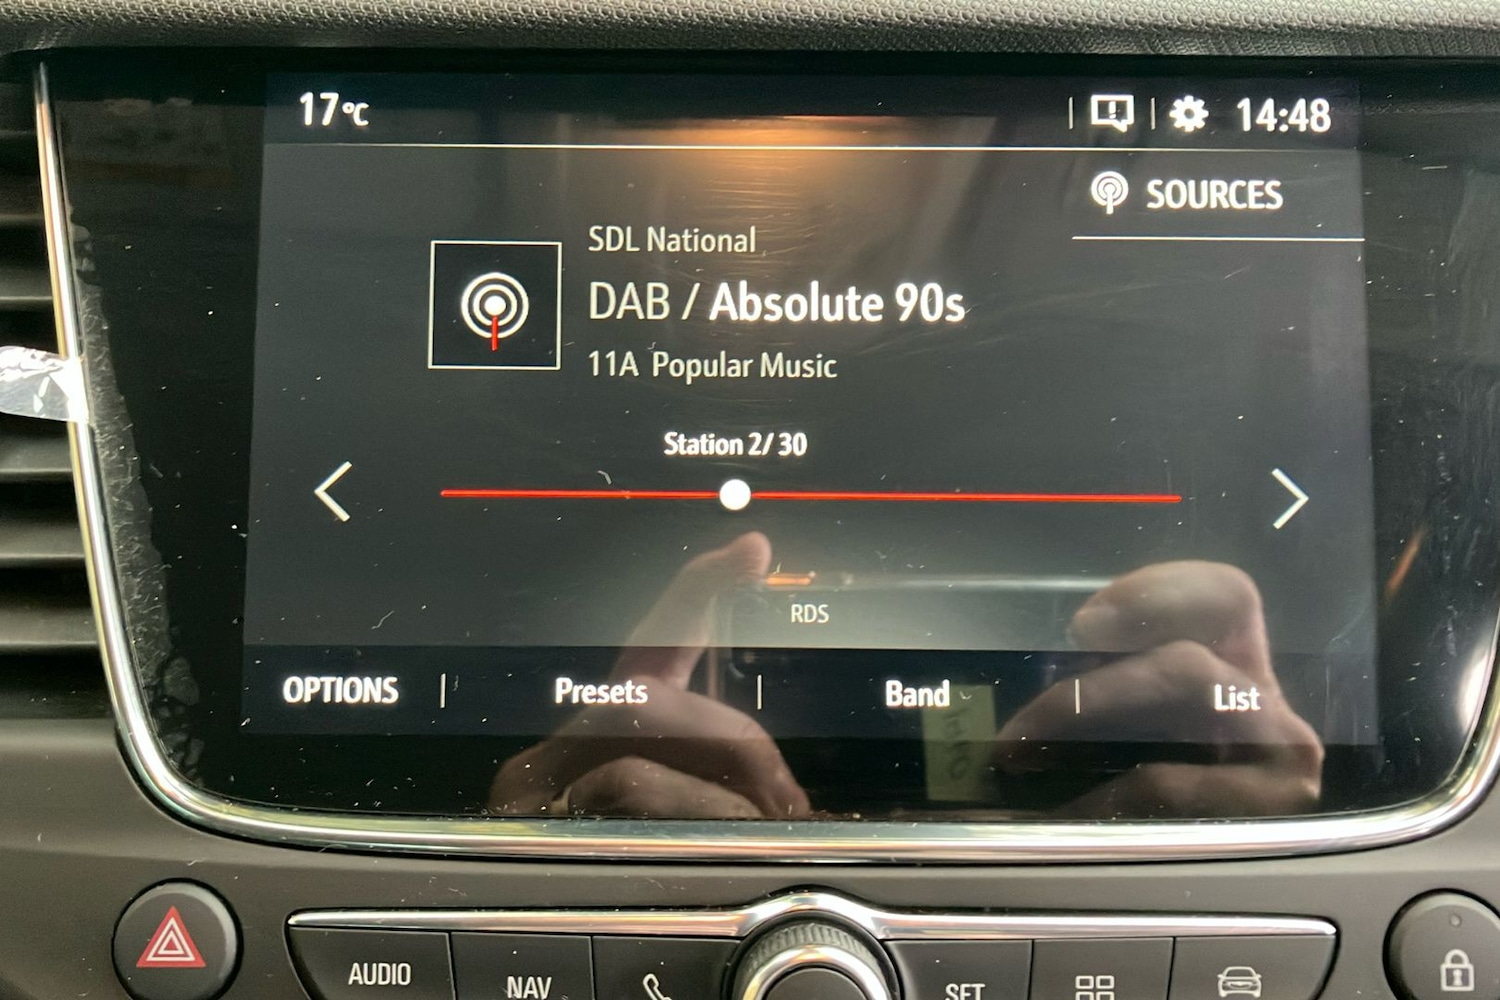 17°C 14:48
SOURCES
SDL National
DAB / Absolute 90s
11A Popular Music
Station 2/ 30
RDS
OPTIONS | Presets | Band | List
AUDIO NAV SET